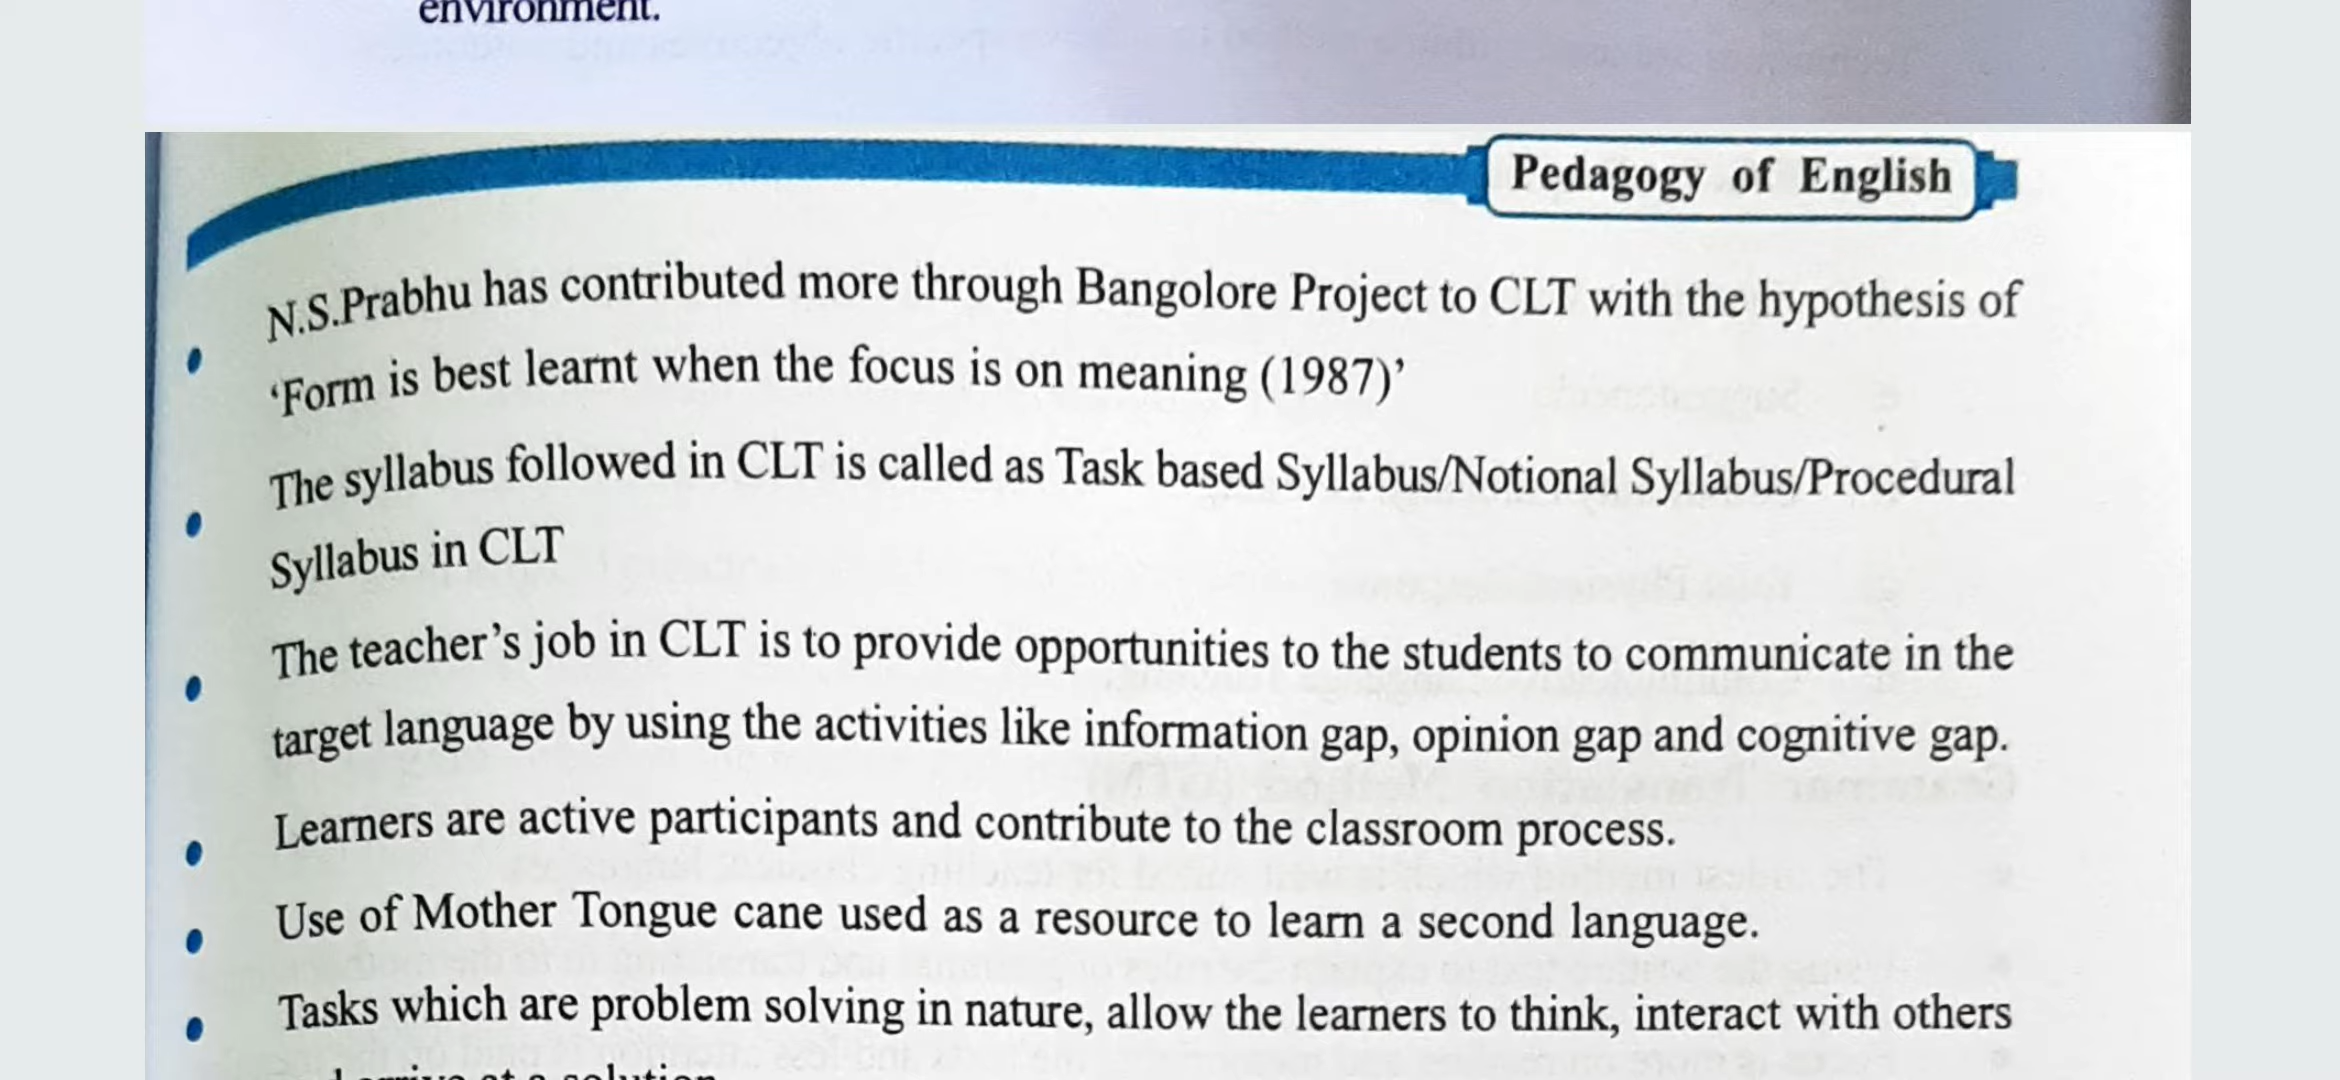 environment.
Pedagogy of English
N.S.Prabhu has contributed more through Bangolore Project to CLT with the hypothesis of
‘Form is best learnt when the focus is on meaning (1987)’
The syllabus followed in CLT is called as Task based Syllabus/Notional Syllabus/Procedural
Syllabus in CLT
The teacher’s job in CLT is to provide opportunities to the students to communicate in the
target language by using the activities like information gap, opinion gap and cognitive gap.
Learners are active participants and contribute to the classroom process.
Use of Mother Tongue cane used as a resource to learn a second language.
Tasks which are problem solving in nature, allow the learners to think, interact with others
at a solution